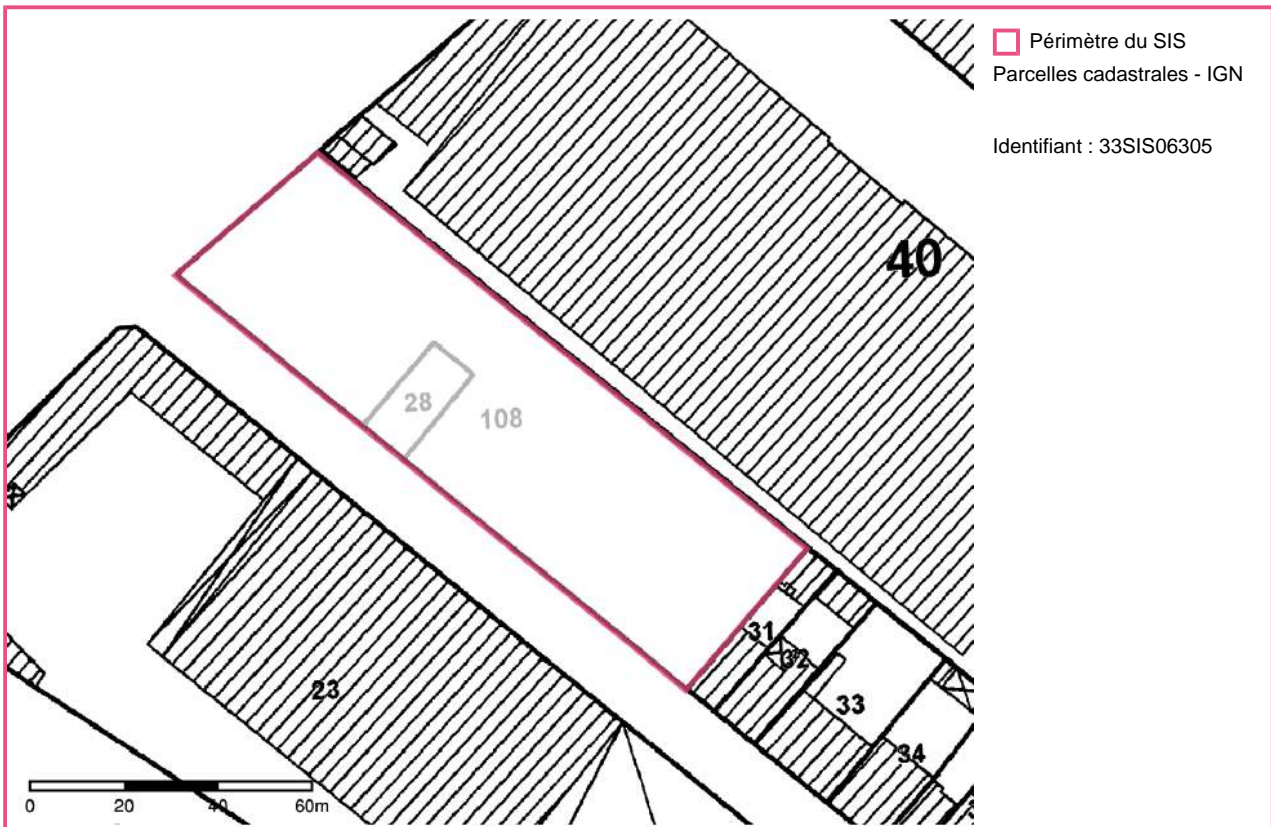 Périmètre du SIS
Parcelles cadastrales - IGN
Identifiant : 33SIS06305
40
28
108
31
32
33
34
23
0 20 40 60m